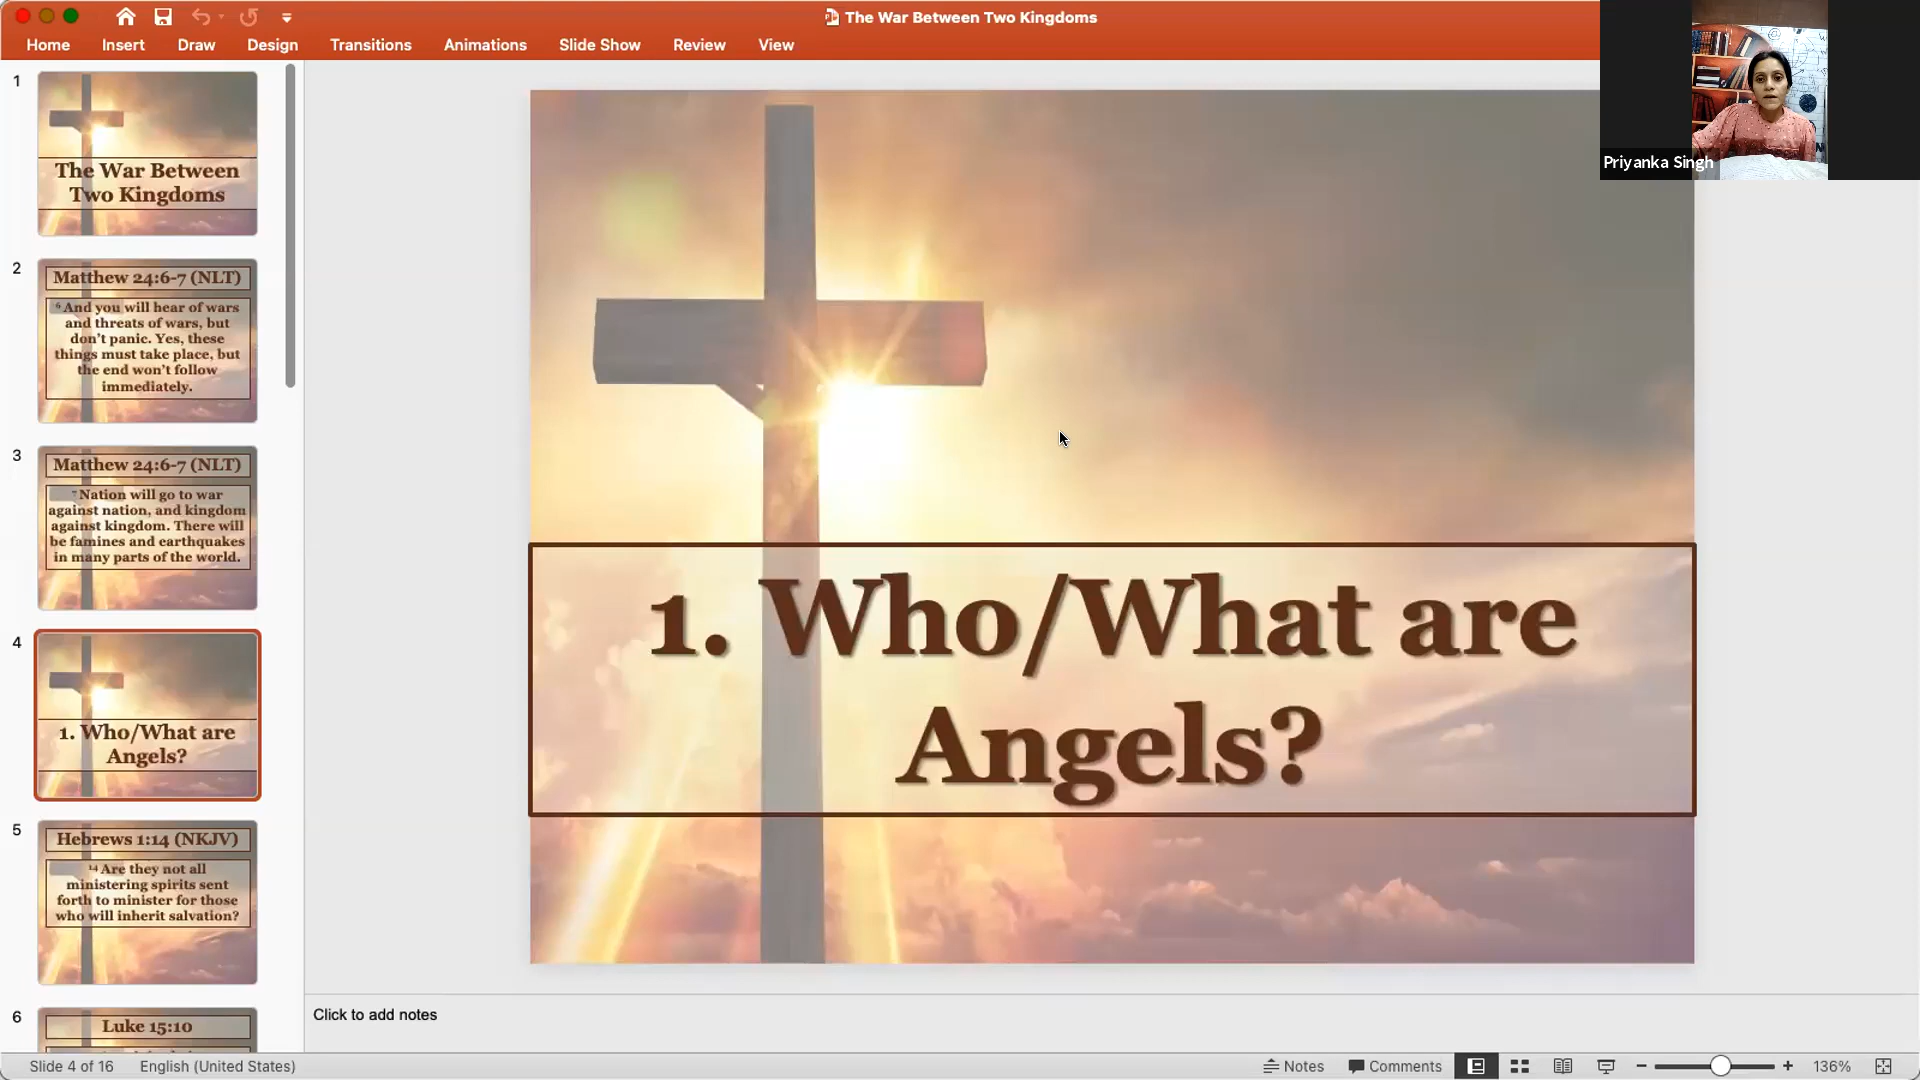 The War Between Two Kingdoms
Home Insert Draw Design Transitions Animations Slide Show Review View
Priyanka Singh
1
The War Between
Two Kingdoms
2
Matthew 24:6-7 (NLT)
6 And you will hear of wars
and threats of wars, but
don't panic. Yes, these
things must take place, but
the end won't follow
immediately.
3
Matthew 24:6-7 (NLT)
7 Nation will go to war
against nation, and kingdom
against kingdom. There will
be famines and earthquakes
in many parts of the world.
4
1. Who/What are
Angels?
5
Hebrews 1:14 (NKJV)
14 Are they not all
ministering spirits sent
forth to minister for those
who will inherit salvation?
6
Luke 15:10
1. Who/What are
Angels?
Click to add notes
Slide 4 of 16 English (United States) Notes Comments 136%